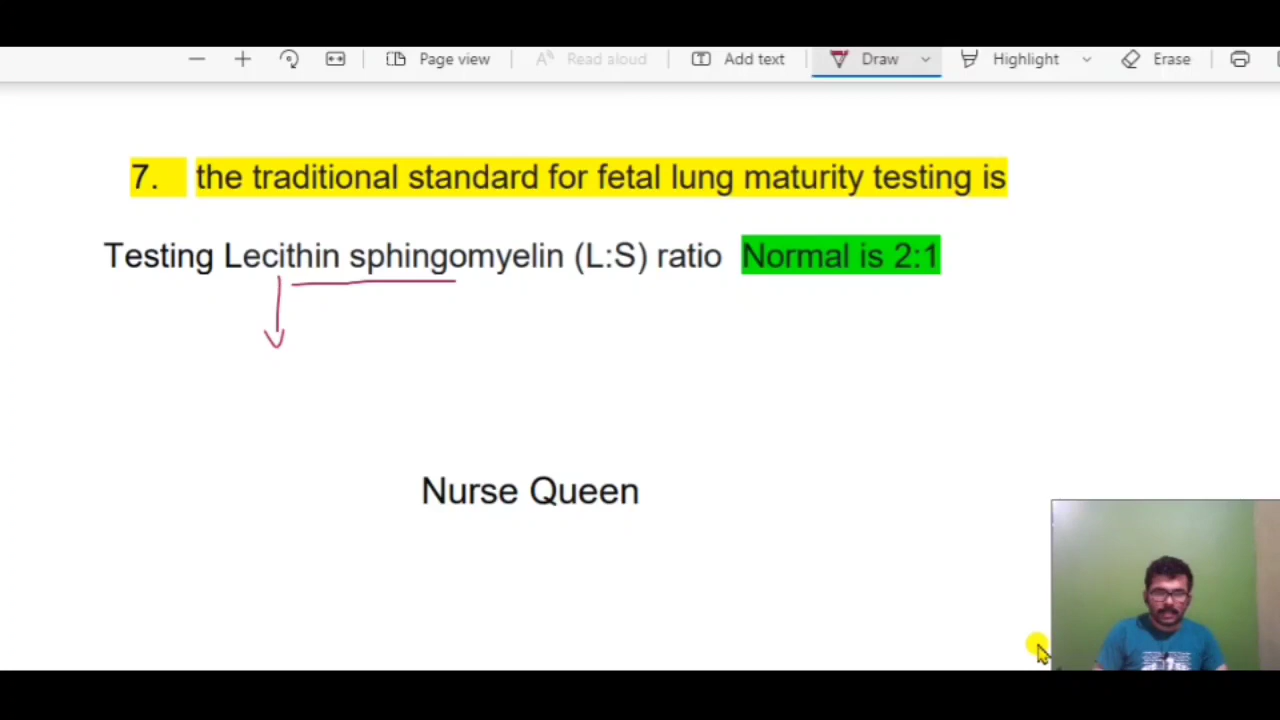 Page view Read aloud Add text Draw Highlight Erase
7. the traditional standard for fetal lung maturity testing is
Testing Lecithin sphingomyelin (L:S) ratio Normal is 2:1
Nurse Queen